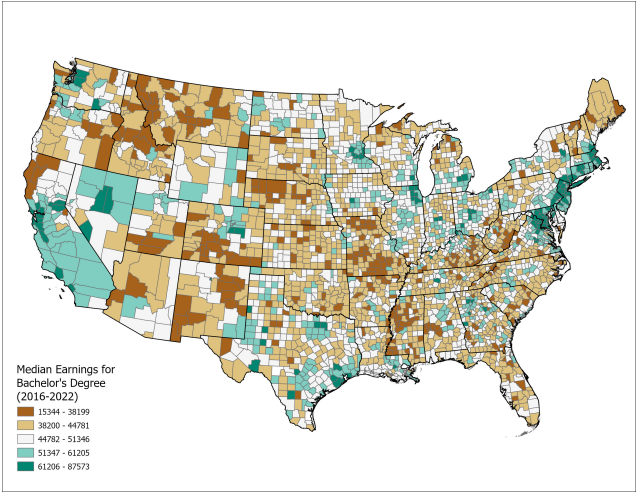 Median Earnings for
Bachelor's Degree
(2016-2022)
15344 - 38199
38200 - 44781
44782 - 51346
51347 - 61205
61206 - 87573